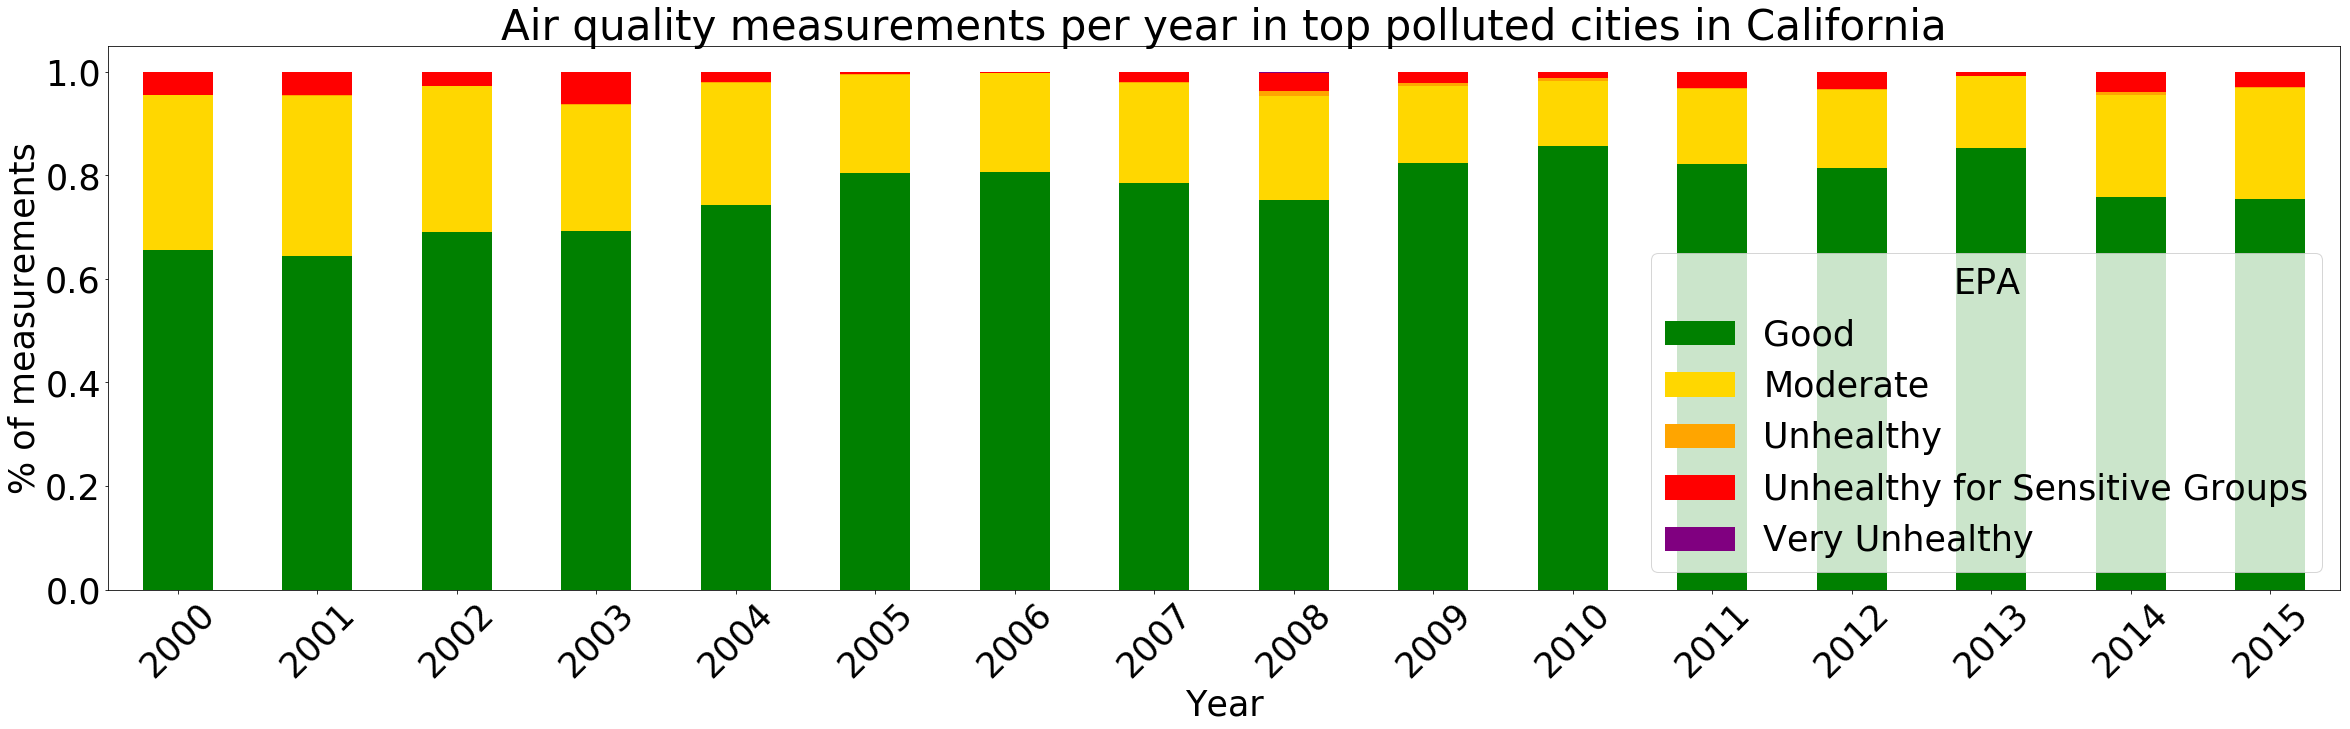 Air quality measurements per year in top polluted cities in California
% of measurements
1.0
0.8
0.6
0.4
0.2
0.0
EPA
Good
Moderate
Unhealthy
Unhealthy for Sensitive Groups
Very Unhealthy
2000 2001 2002 2003 2004 2005 2006 2007 2008 2009 2010 2011 2012 2013 2014 2015
Year